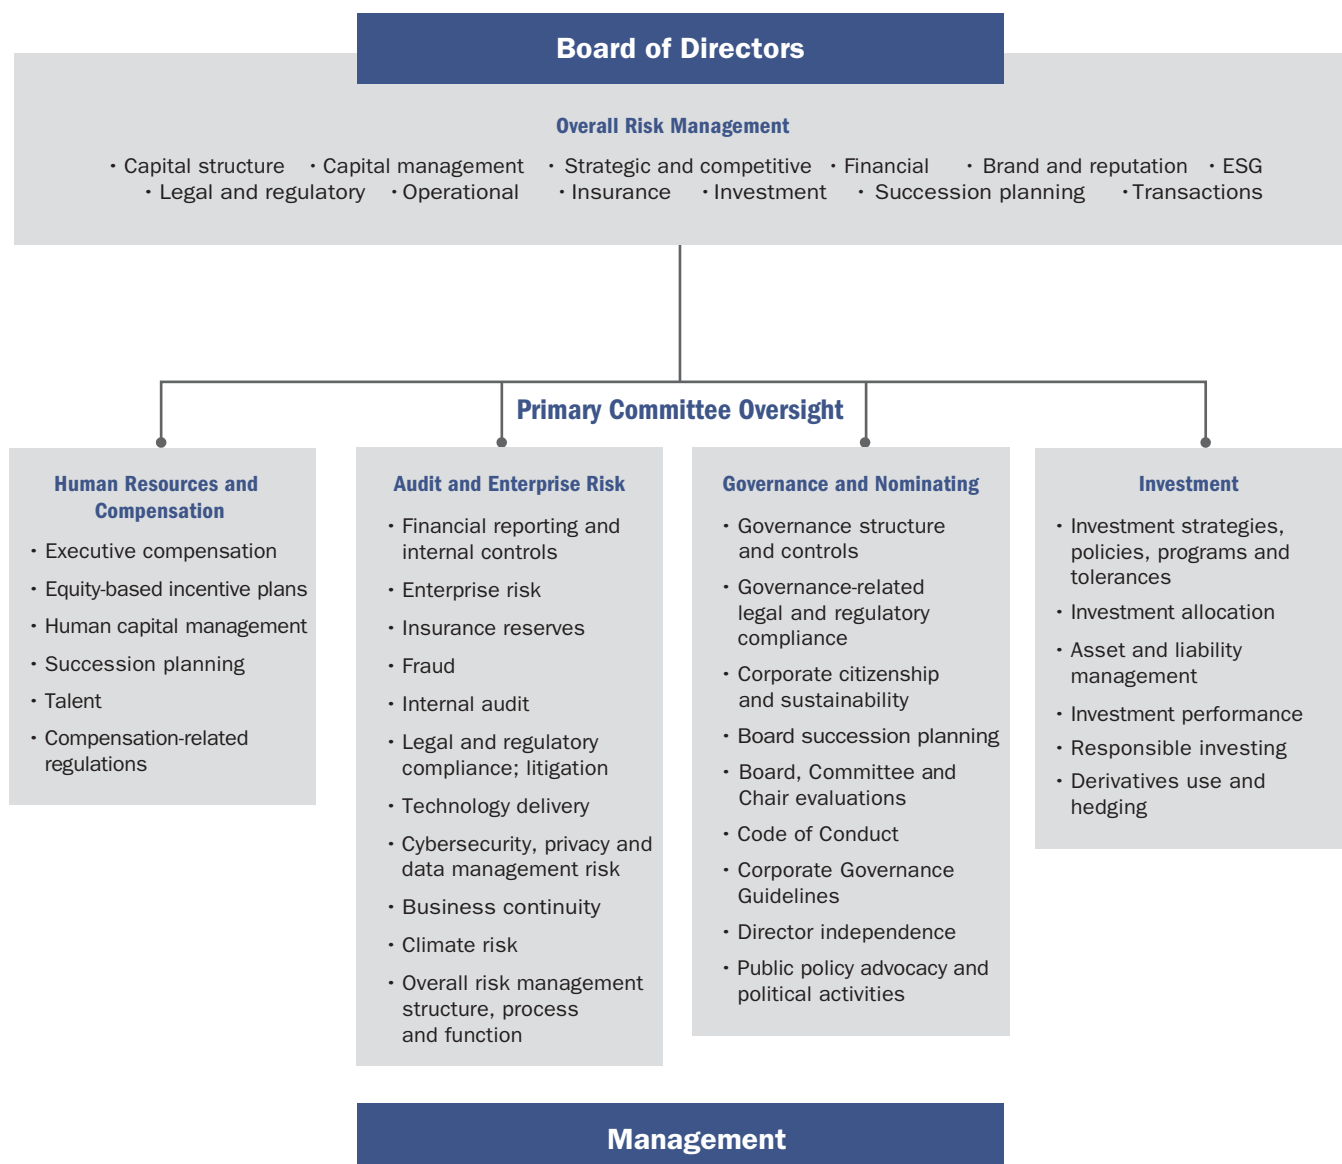 Board of Directors
Overall Risk Management
· Capital structure · Capital management · Strategic and competitive · Financial · Brand and reputation · ESG
· Legal and regulatory · Operational · Insurance · Investment · Succession planning · Transactions
Primary Committee Oversight
Human Resources and
Compensation
· Executive compensation
· Equity-based incentive plans
· Human capital management
· Succession planning
· Talent
· Compensation-related
regulations
Audit and Enterprise Risk
· Financial reporting and
internal controls
· Enterprise risk
· Insurance reserves
· Fraud
· Internal audit
· Legal and regulatory
compliance; litigation
· Technology delivery
· Cybersecurity, privacy and
data management risk
· Business continuity
· Climate risk
· Overall risk management
structure, process
and function
Governance and Nominating
· Governance structure
and controls
· Governance-related
legal and regulatory
compliance
· Corporate citizenship
and sustainability
· Board succession planning
· Board, Committee and
Chair evaluations
· Code of Conduct
· Corporate Governance
Guidelines
· Director independence
· Public policy advocacy and
political activities
Investment
· Investment strategies,
policies, programs and
tolerances
· Investment allocation
· Asset and liability
management
· Investment performance
· Responsible investing
· Derivatives use and
hedging
Management